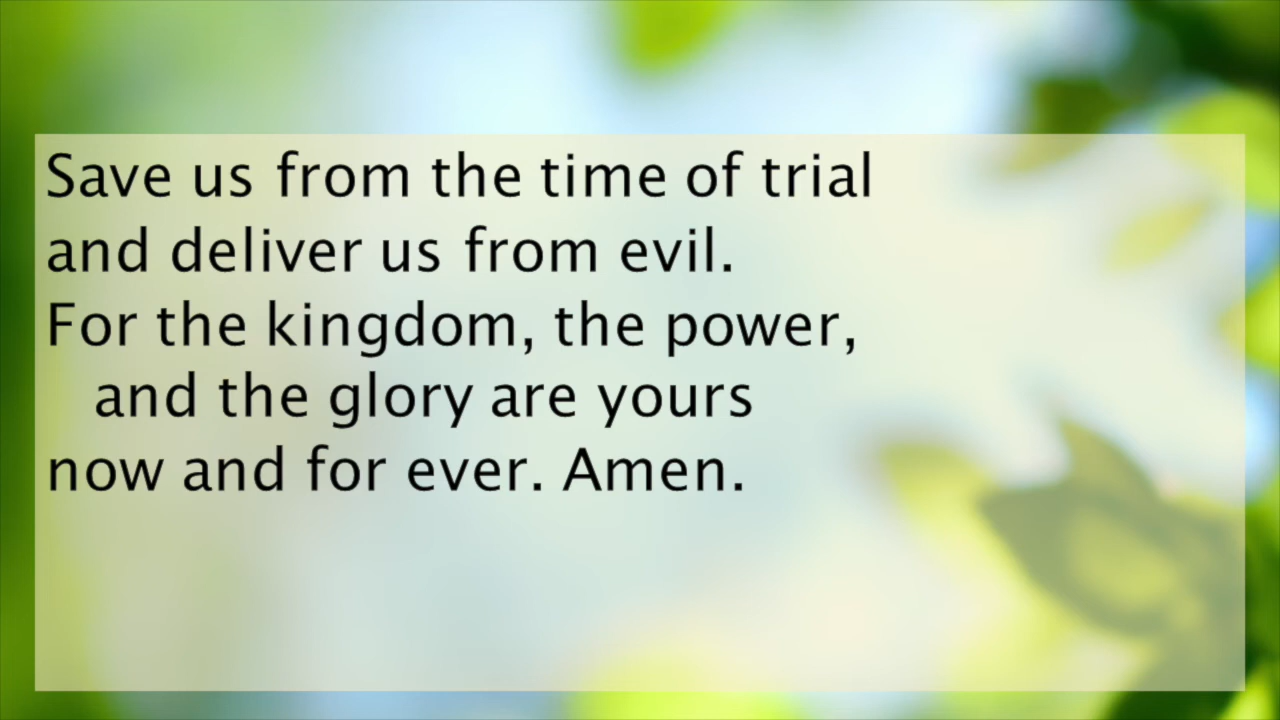 Save us from the time of trial
and deliver us from evil.
For the kingdom, the power,
and the glory are yours
now and for ever. Amen.